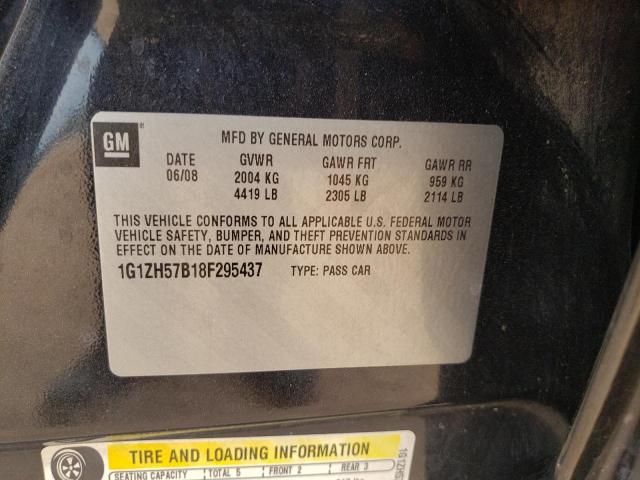 GM
MFD BY GENERAL MOTORS CORP.
DATE GVWR GAWR FRT GAWR RR
06/08 2004 KG 1045 KG 959 KG
4419 LB 2305 LB 2114 LB
THIS VEHICLE CONFORMS TO ALL APPLICABLE U.S. FEDERAL MOTOR
VEHICLE SAFETY, BUMPER, AND THEFT PREVENTION STANDARDS IN
EFFECT ON THE DATE OF MANUFACTURE SHOWN ABOVE.
1G1ZH57B18F295437 TYPE: PASS CAR
TIRE AND LOADING INFORMATION
SEATING CAPACITY TOTAL 5 FRONT 2 REAR 3